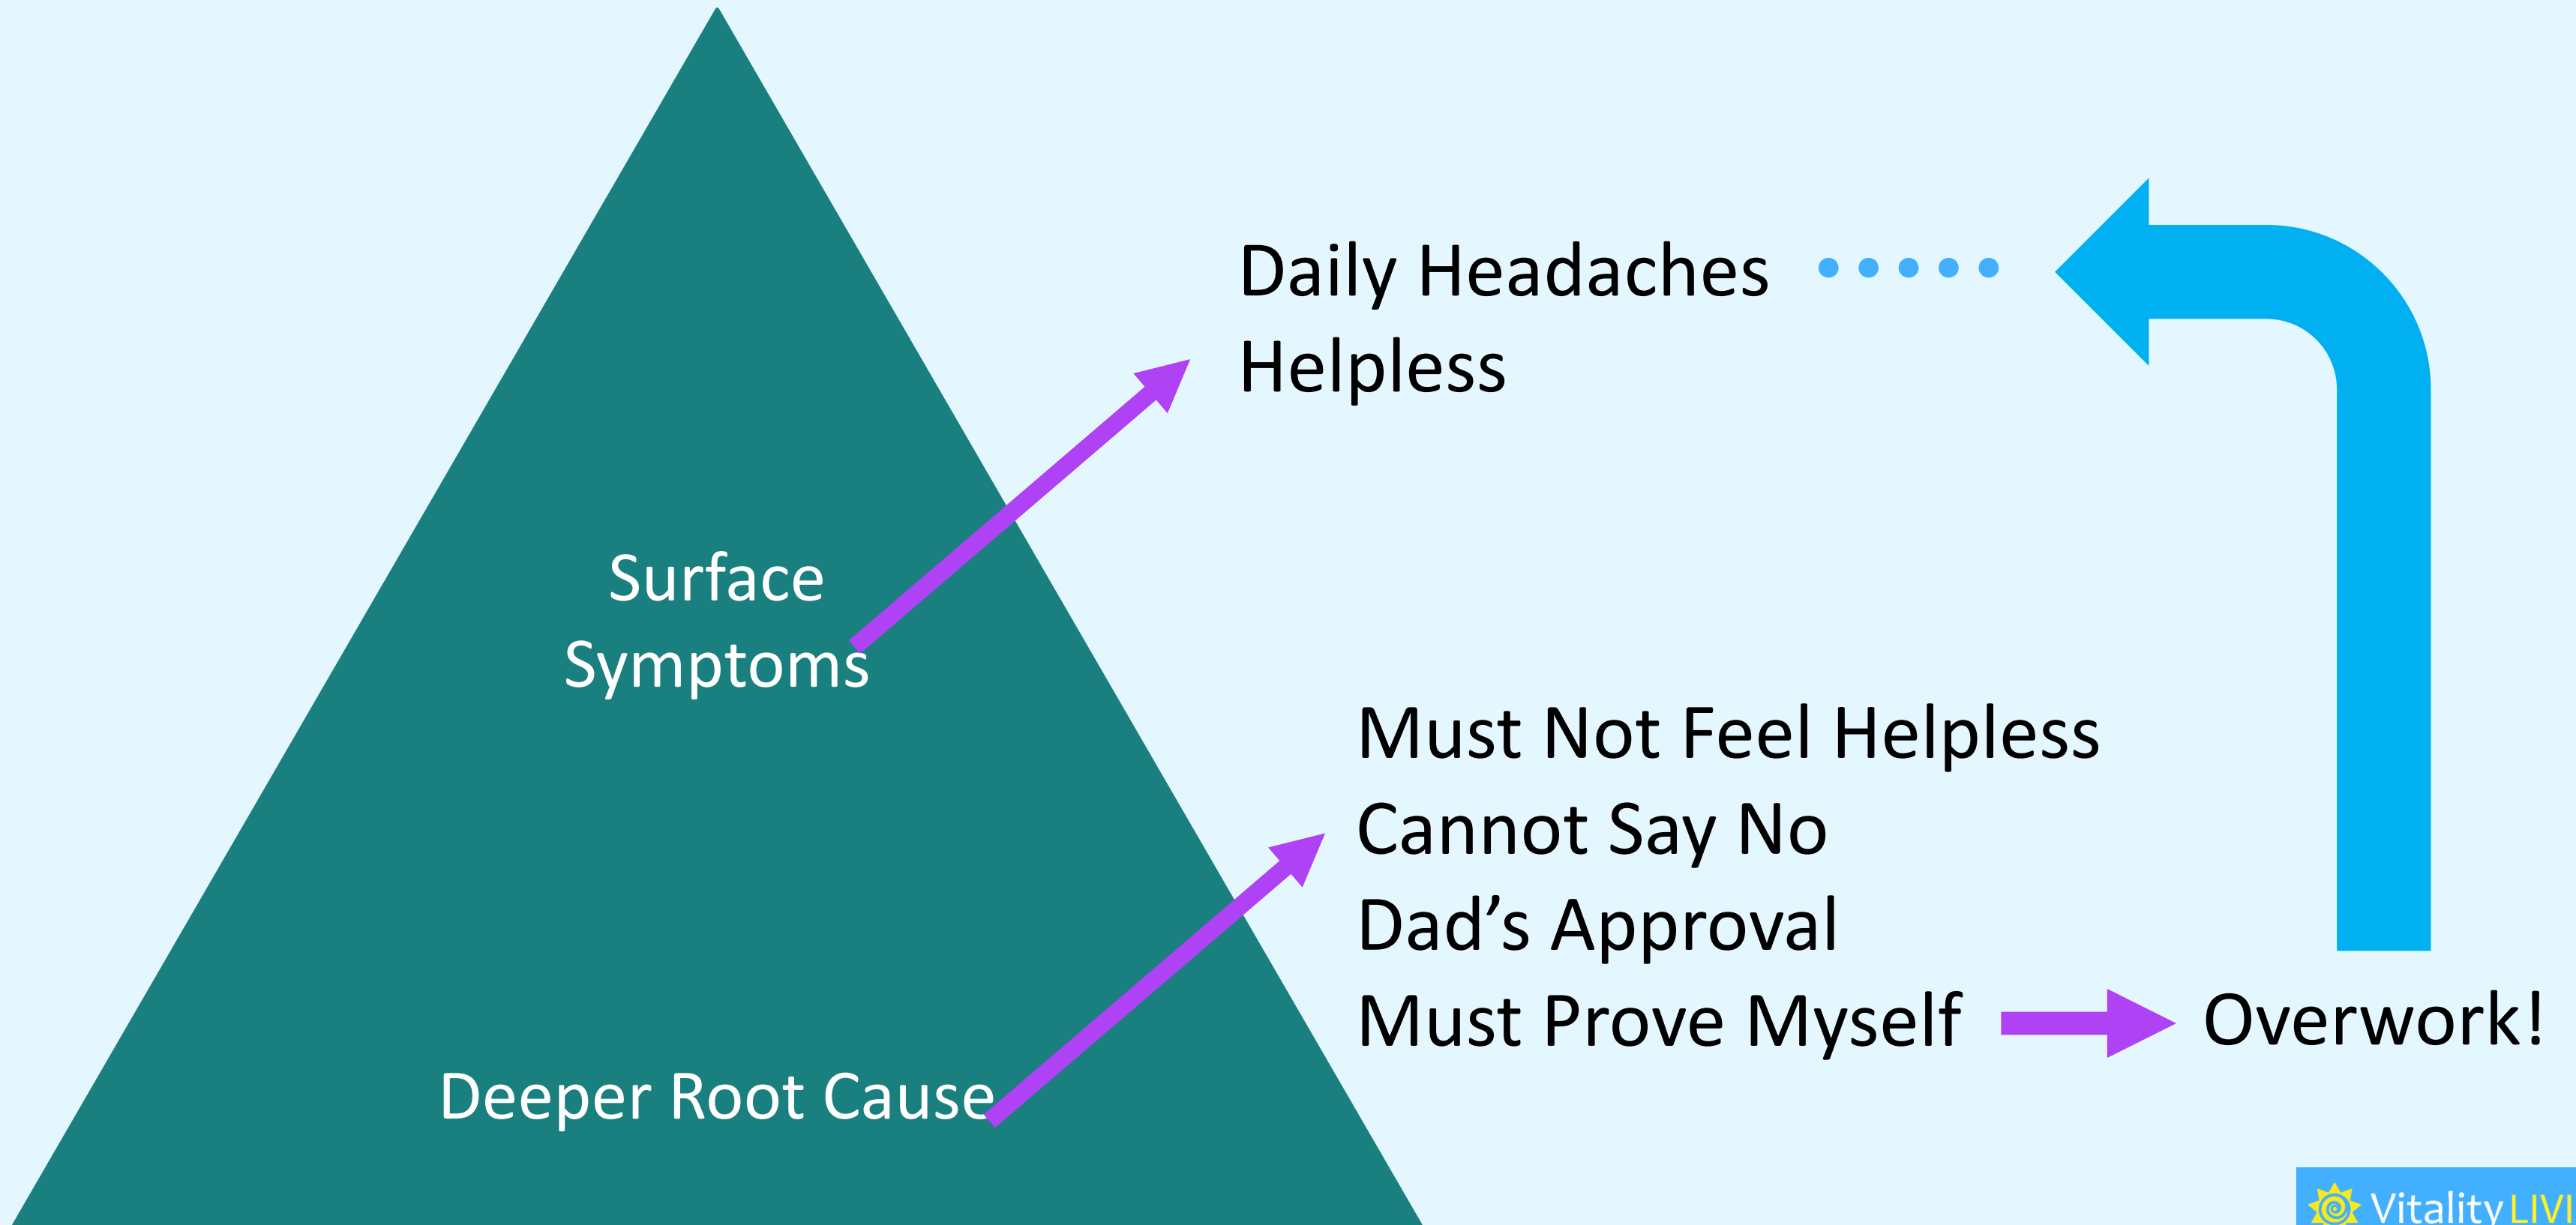 Daily Headaches
Helpless
Surface
Symptoms
Must Not Feel Helpless
Cannot Say No
Dad’s Approval
Must Prove Myself
Overwork!
Deeper Root Cause
Vitality LIVI